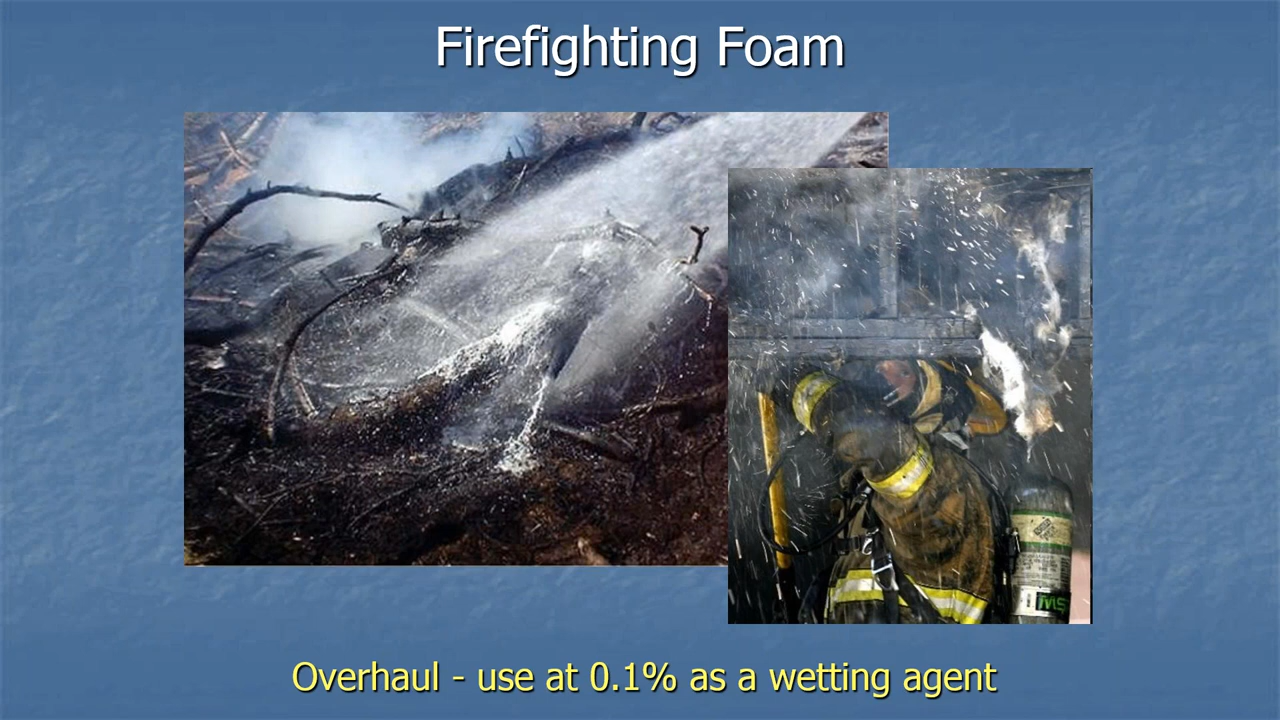 Firefighting Foam
Overhaul - use at 0.1% as a wetting agent